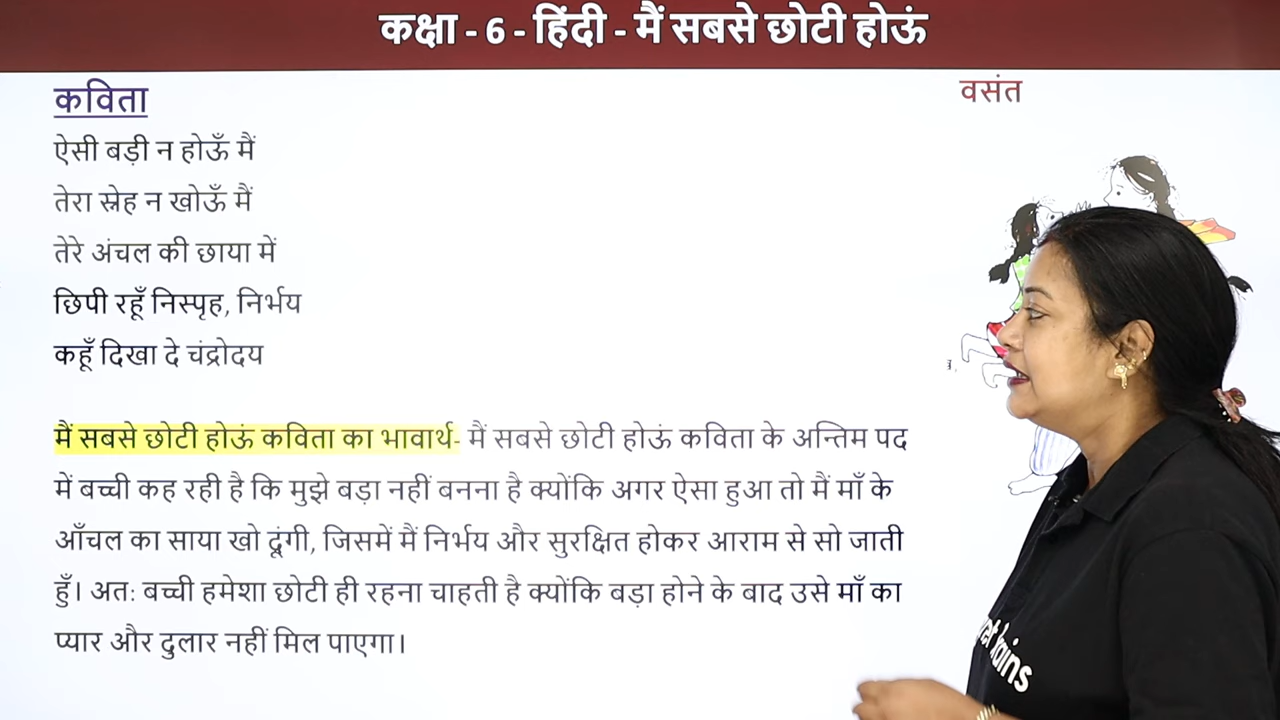 कक्षा - 6 - हिंदी - मैं सबसे छोटी होऊं
कविता
वसंत
ऐसी बड़ी न होऊँ मैं
तेरा स्नेह न खोऊँ मैं
तेरे अंचल की छाया में
छिपी रहूँ निस्पृह, निर्भय
कहूँ दिखा दे चंद्रोदय
मैं सबसे छोटी होऊं कविता का भावार्थ- मैं सबसे छोटी होऊं कविता के अन्तिम पद
में बच्ची कह रही है कि मुझे बड़ा नहीं बनना है क्योंकि अगर ऐसा हुआ तो मैं माँ के
आँचल का साया खो दूंगी, जिसमें मैं निर्भय और सुरक्षित होकर आराम से सो जाती
हुँ। अत: बच्ची हमेशा छोटी ही रहना चाहती है क्योंकि बड़ा होने के बाद उसे माँ का
प्यार और दुलार नहीं मिल पाएगा।